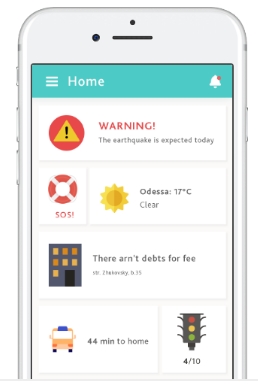 Home
WARNING!
The earthquake is expected today
SOS!
Odessa: 17°C
Clear
There arn't debts for fee
str. Zhukovsky, b.35
44 min to home
4/10